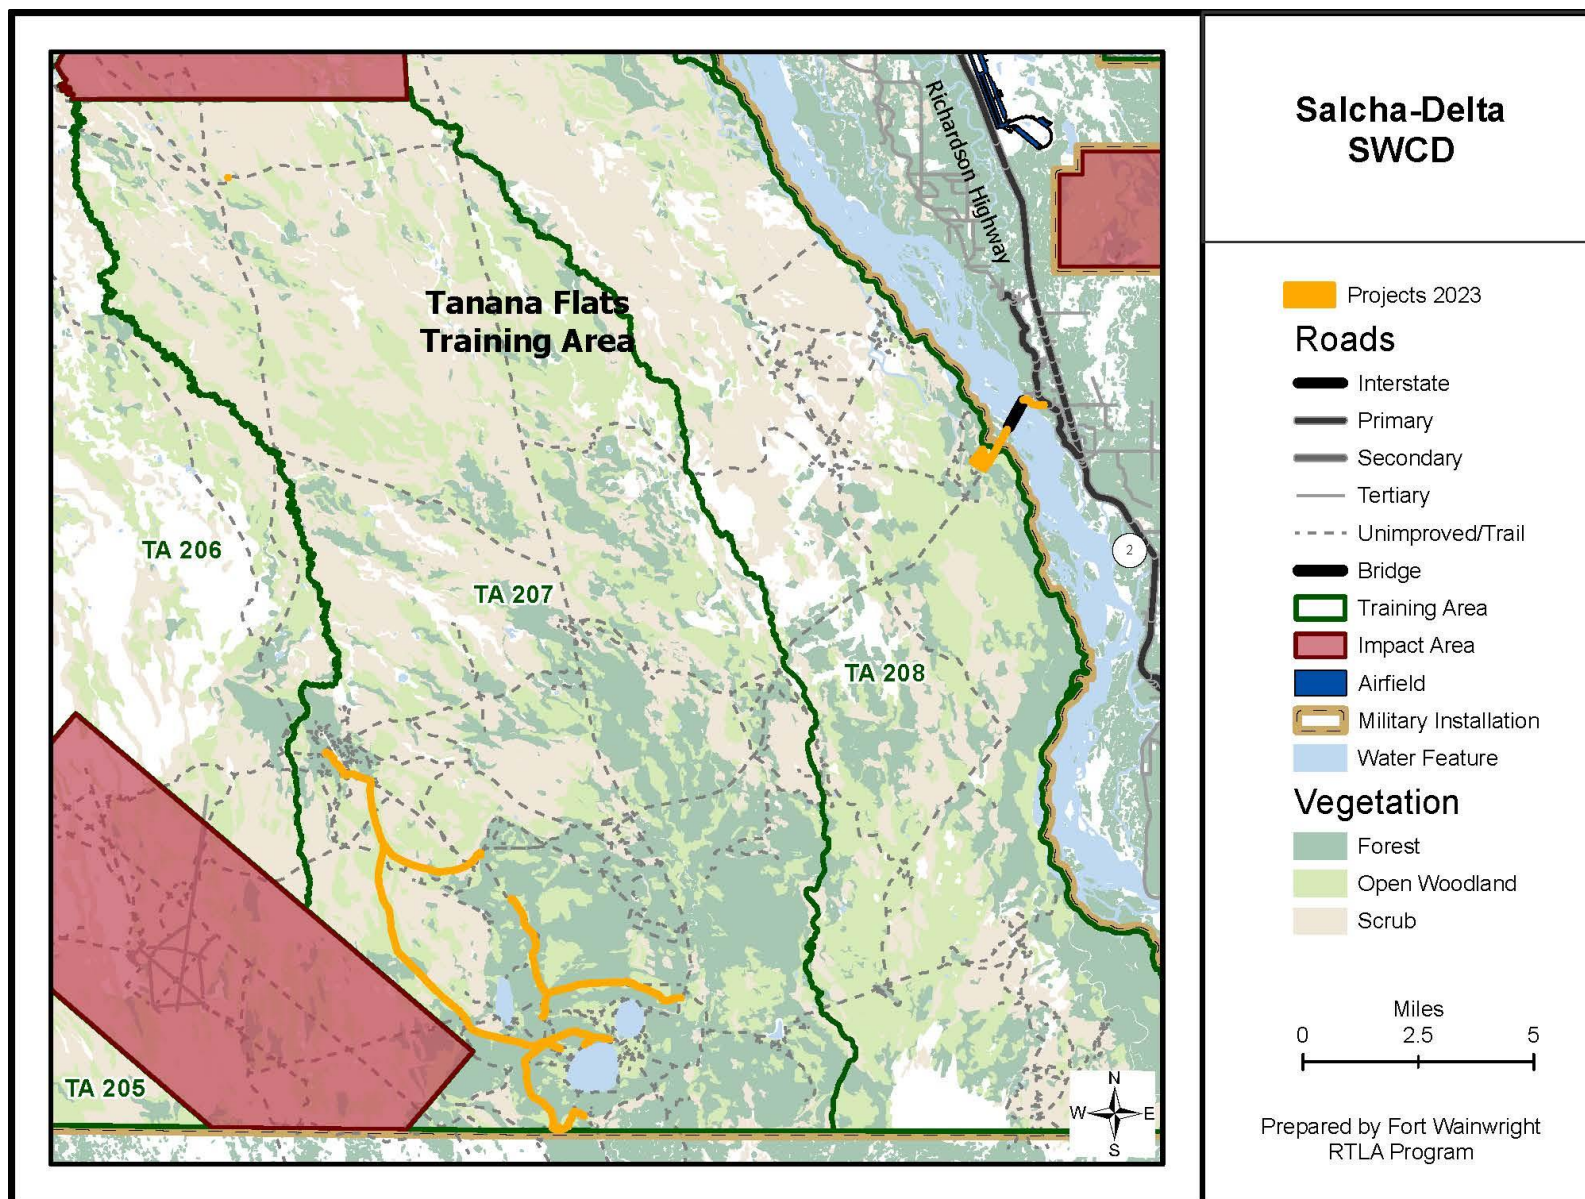 Richardson Highway
Tanana Flats
Training Area
TA 206
TA 207
TA 208
TA 205
2
N
W
E
S
Salcha-Delta
SWCD
Projects 2023
Roads
Interstate
Primary
Secondary
Tertiary
Unimproved/Trail
Bridge
Training Area
Impact Area
Airfield
Military Installation
Water Feature
Vegetation
Forest
Open Woodland
Scrub
Miles
0 2.5 5
Prepared by Fort Wainwright
RTLA Program